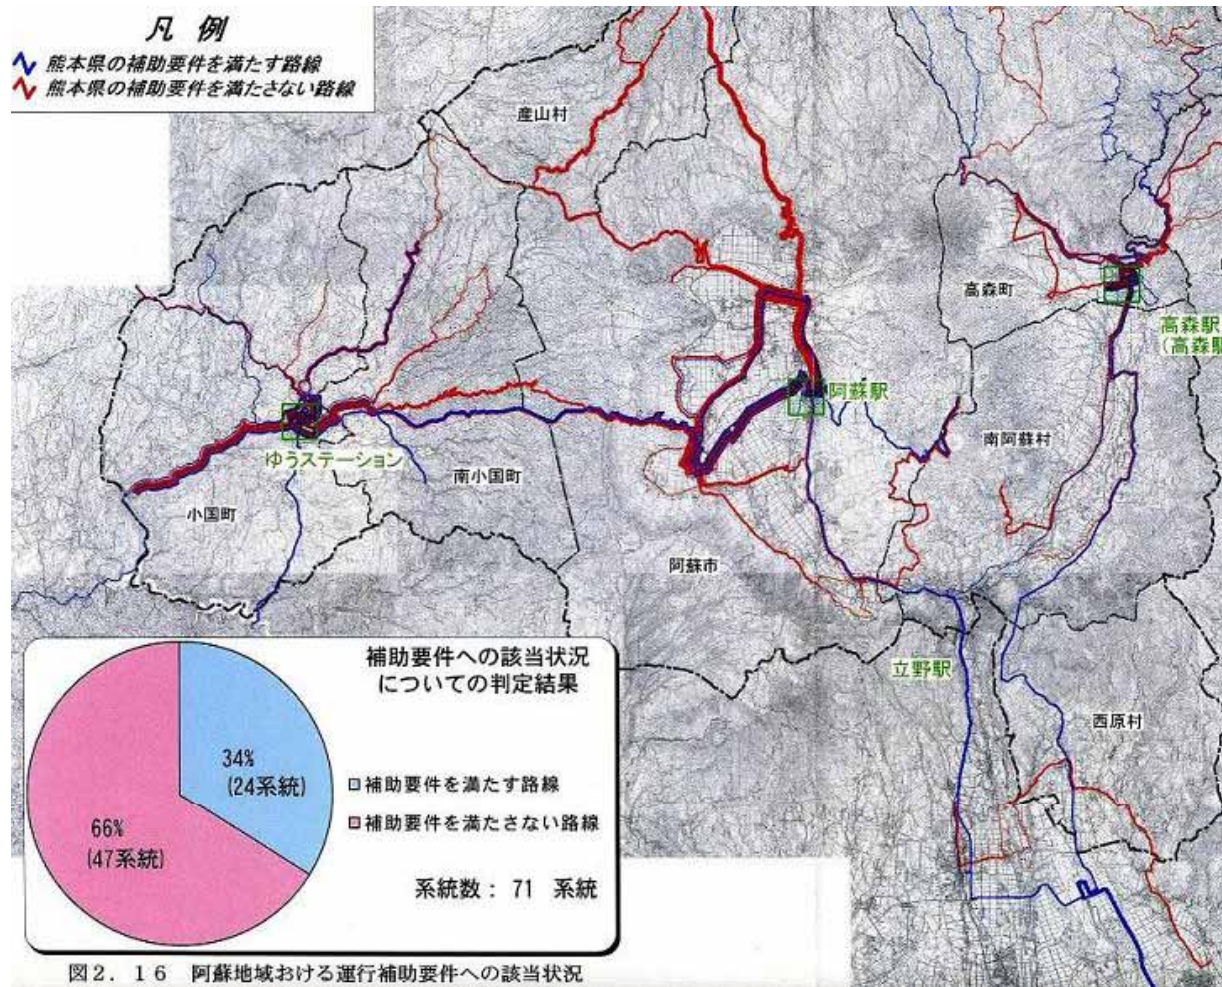 凡 例
熊本県の補助要件を満たす路線
熊本県の補助要件を満たさない路線
産山村
高森町
高森駅
阿蘇駅
南阿蘇村
ゆうステーション
南小国町
小国町
阿蘇市
立野駅
西原村
補助要件への該当状況
についての判定結果
34%
(24系統)
補助要件を満たす路線
66%
(47系統)
補助要件を満たさない路線
系統数： 71 系統
図2．16 阿蘇地域おける運行補助要件への該当状況